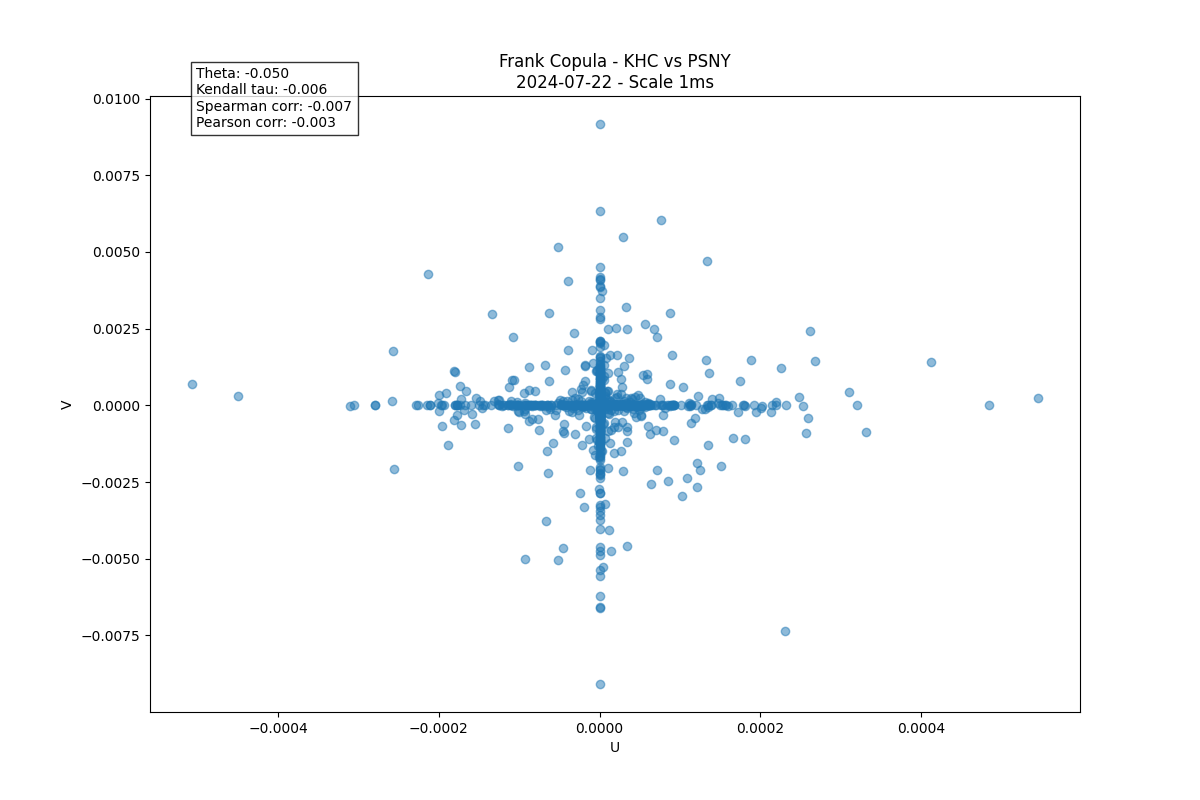 Frank Copula - KHC vs PSNY
2024-07-22 - Scale 1ms
Theta: -0.050
Kendall tau: -0.006
Spearman corr: -0.007
Pearson corr: -0.003
0.0100
0.0075
0.0050
0.0025
0.0000
−0.0025
−0.0050
−0.0075
V
−0.0004
−0.0002
0.0000
0.0002
0.0004
U